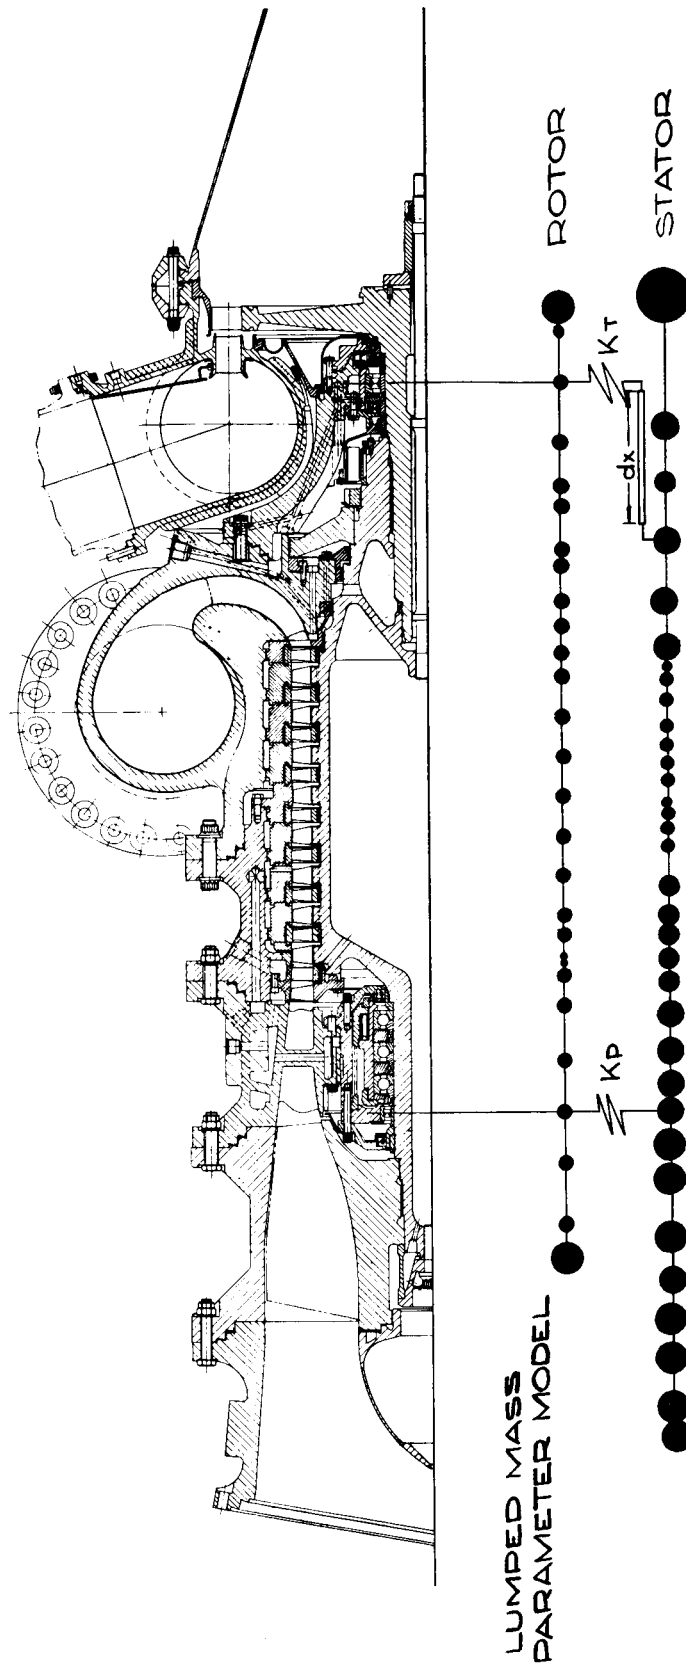 LUMPED MASS
PARAMETER MODEL
ROTOR
STATOR
KP
KT
dx